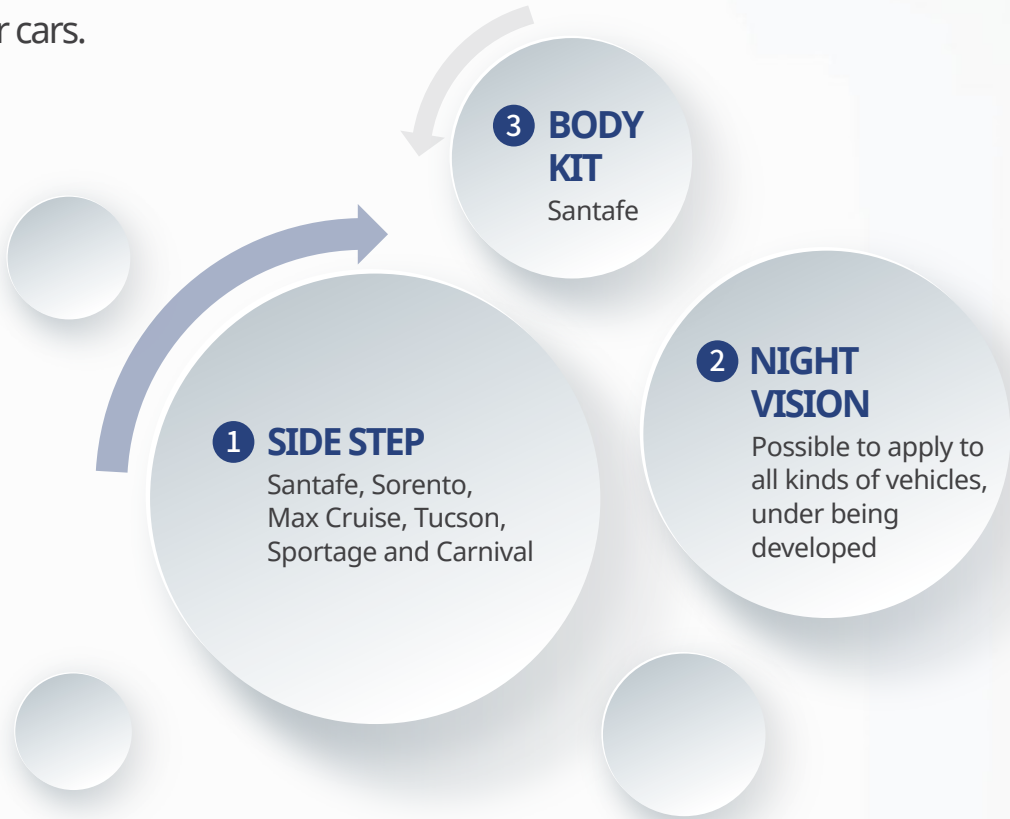 r cars.
3 BODY
KIT
Santafe
1 SIDE STEP
Santafe, Sorento,
Max Cruise, Tucson,
Sportage and Carnival
2 NIGHT
VISION
Possible to apply to
all kinds of vehicles,
under being
developed